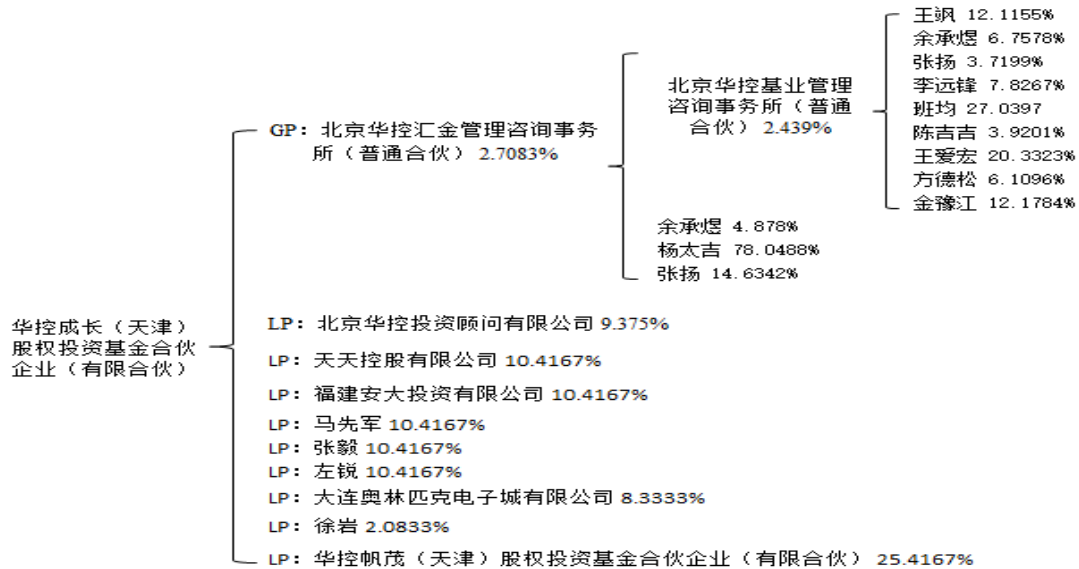 王飒 12.1155%
余承煜 6.7578%
张扬 3.7199%
李远锋 7.8267%
班均 27.0397
陈吉吉 3.9201%
王爱宏 20.3323%
方德松 6.1096%
金豫江 12.1784%
北京华控基业管理
咨询事务所（普通
合伙）2.439%
GP：北京华控汇金管理咨询事务
所（普通合伙）2.7083%
余承煜 4.878%
杨太吉 78.0488%
张扬 14.6342%
华控成长（天津）
股权投资基金合伙
企业（有限合伙）
LP：北京华控投资顾问有限公司 9.375%
LP：天天控股有限公司 10.4167%
LP：福建安大投资有限公司 10.4167%
LP：马先军 10.4167%
LP：张毅 10.4167%
LP：左锐 10.4167%
LP：大连奥林匹克电子城有限公司 8.3333%
LP：徐岩 2.0833%
LP：华控帆茂（天津）股权投资基金合伙企业（有限合伙）25.4167%